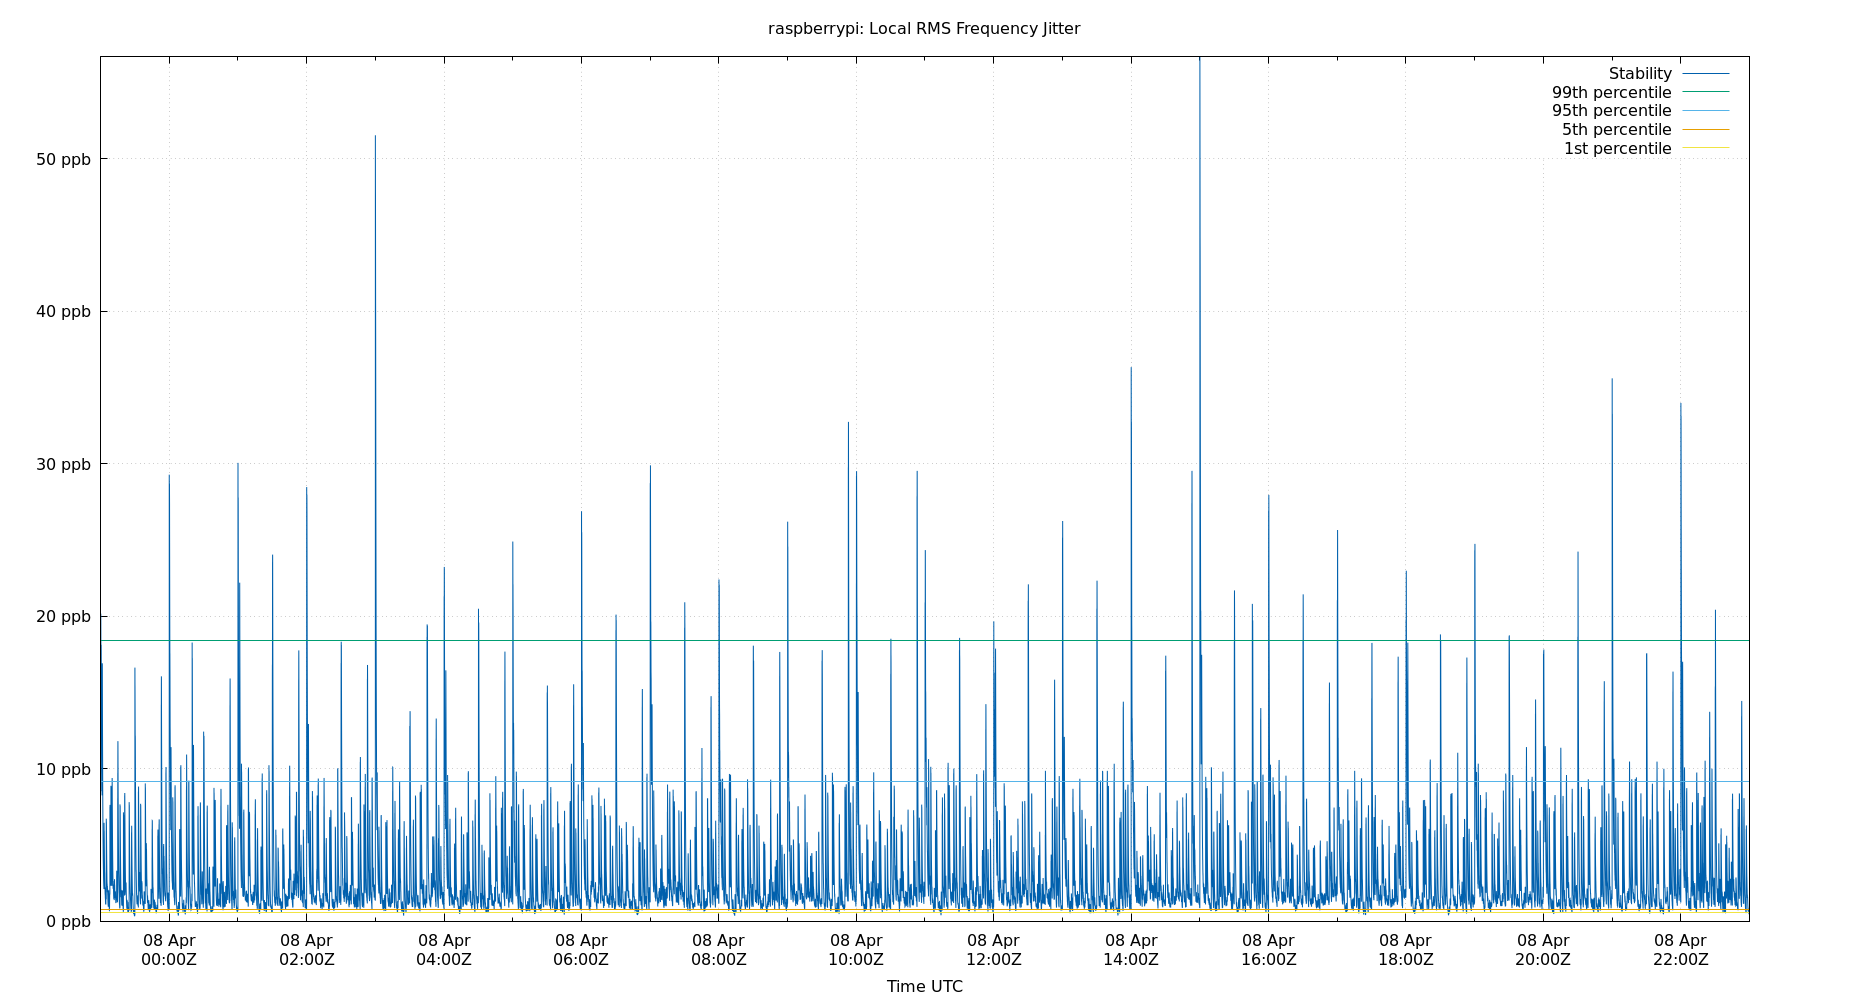 raspberrypi: Local RMS Frequency Jitter
Stability
99th percentile
95th percentile
5th percentile
1st percentile
50 ppb
40 ppb
30 ppb
20 ppb
10 ppb
0 ppb
08 Apr 08 Apr 08 Apr 08 Apr 08 Apr 08 Apr 08 Apr 08 Apr 08 Apr 08 Apr 08 Apr 08 Apr
00:00Z 02:00Z 04:00Z 06:00Z 08:00Z 10:00Z 12:00Z 14:00Z 16:00Z 18:00Z 20:00Z 22:00Z
Time UTC